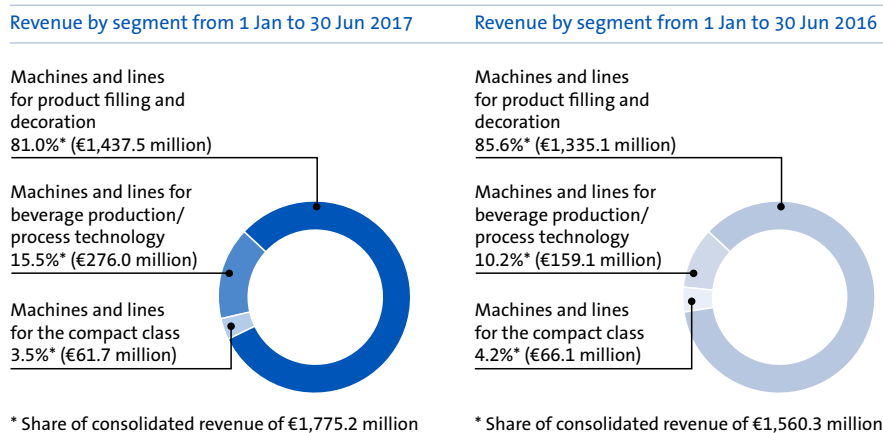 Revenue by segment from 1 Jan to 30 Jun 2017
Machines and lines
for product filling and
decoration
81.0%* (€1,437.5 million)
Machines and lines for
beverage production/
process technology
15.5%* (€276.0 million)
Machines and lines
for the compact class
3.5%* (€61.7 million)
* Share of consolidated revenue of €1,775.2 million
Revenue by segment from 1 Jan to 30 Jun 2016
Machines and lines
for product filling and
decoration
85.6%* (€1,335.1 million)
Machines and lines for
beverage production/
process technology
10.2%* (€159.1 million)
Machines and lines
for the compact class
4.2%* (€66.1 million)
* Share of consolidated revenue of €1,560.3 million